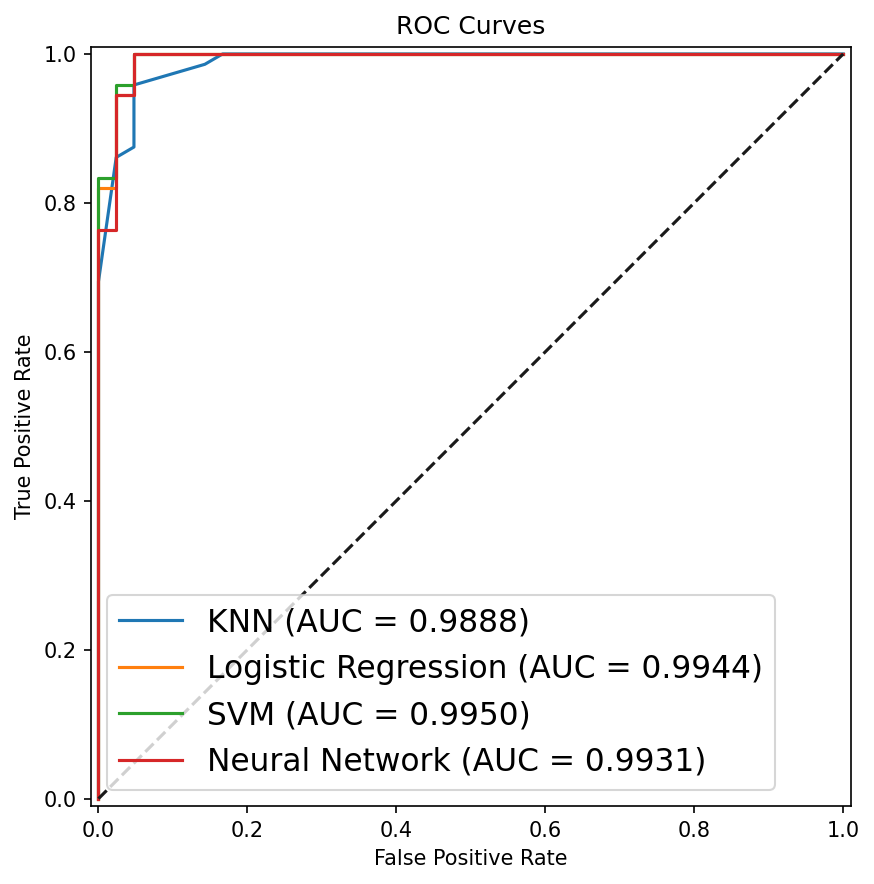 ROC Curves
1.0
0.8
0.6
0.4
0.2
0.0
True Positive Rate
KNN (AUC = 0.9888)
Logistic Regression (AUC = 0.9944)
SVM (AUC = 0.9950)
Neural Network (AUC = 0.9931)
0.0 0.2 0.4 0.6 0.8 1.0
False Positive Rate